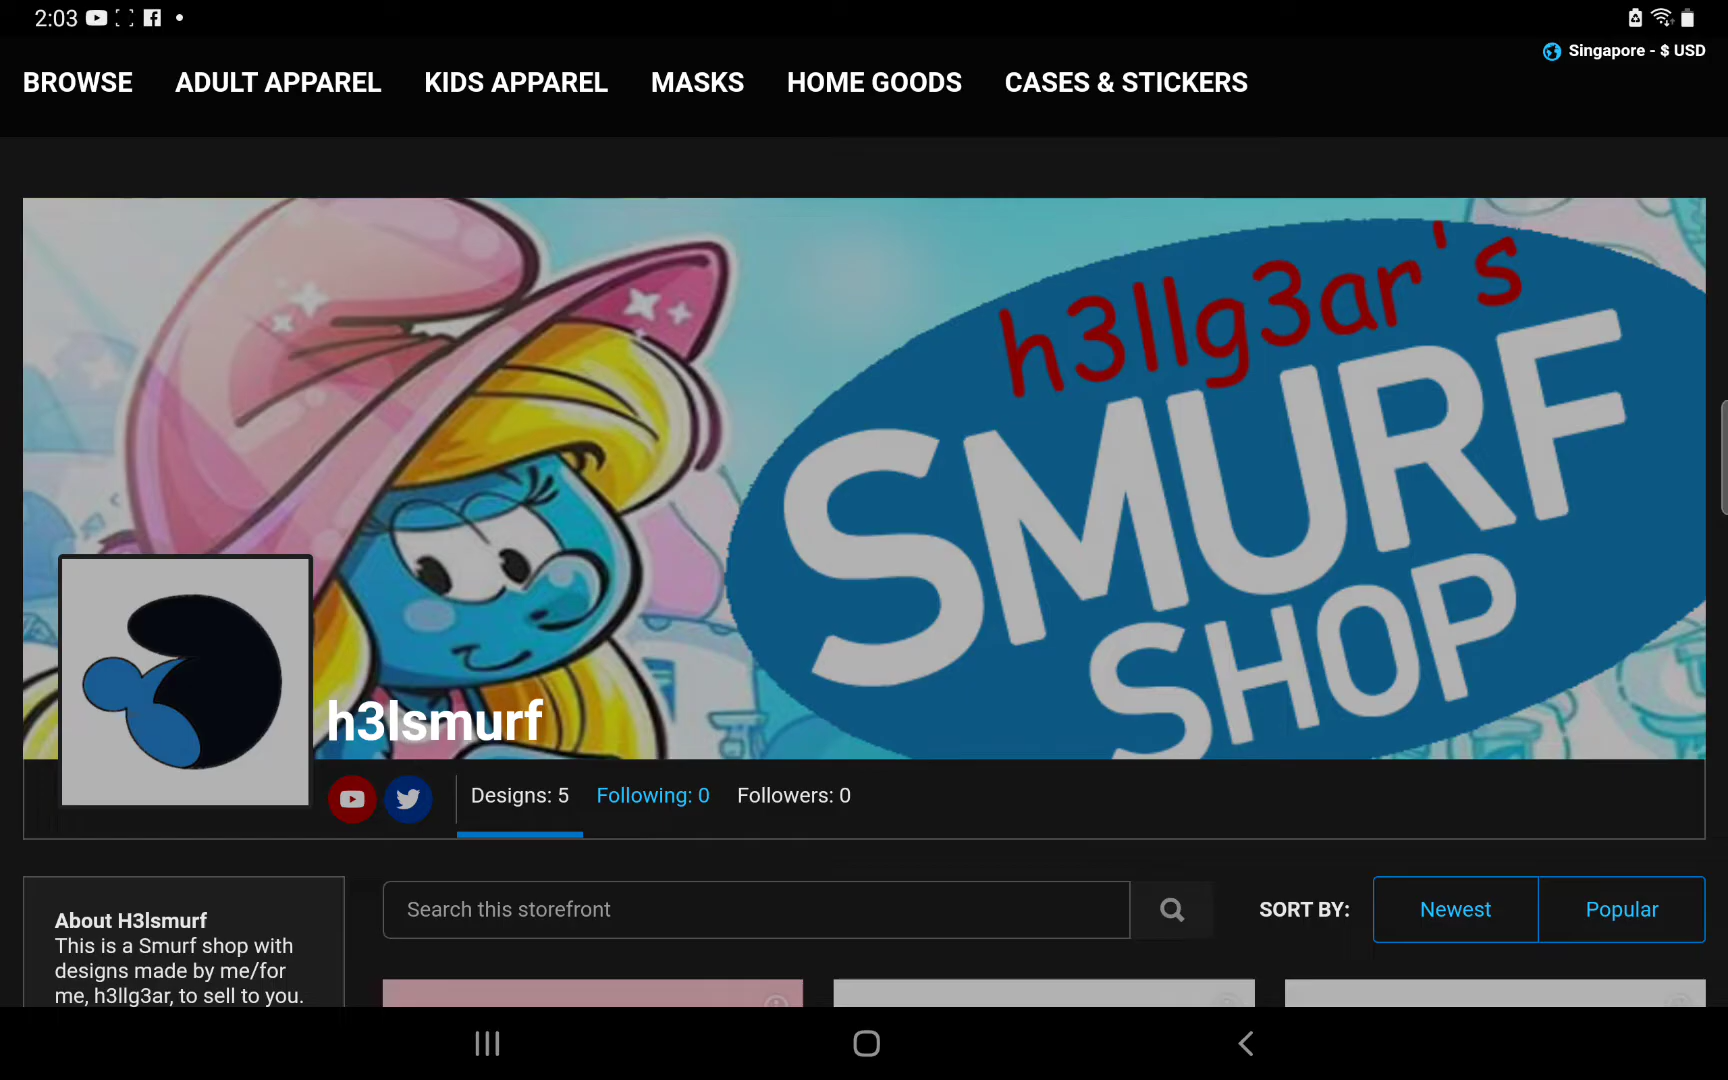 2:03
Singapore - $ USD
BROWSE ADULT APPAREL KIDS APPAREL MASKS HOME GOODS CASES & STICKERS
h3llg3ar's
SMURF
SHOP
h3lsmurf
Designs: 5 Following: 0 Followers: 0
About H3lsmurf
This is a Smurf shop with
designs made by me/for
me, h3llg3ar, to sell to you.
Search this storefront
SORT BY: Newest Popular